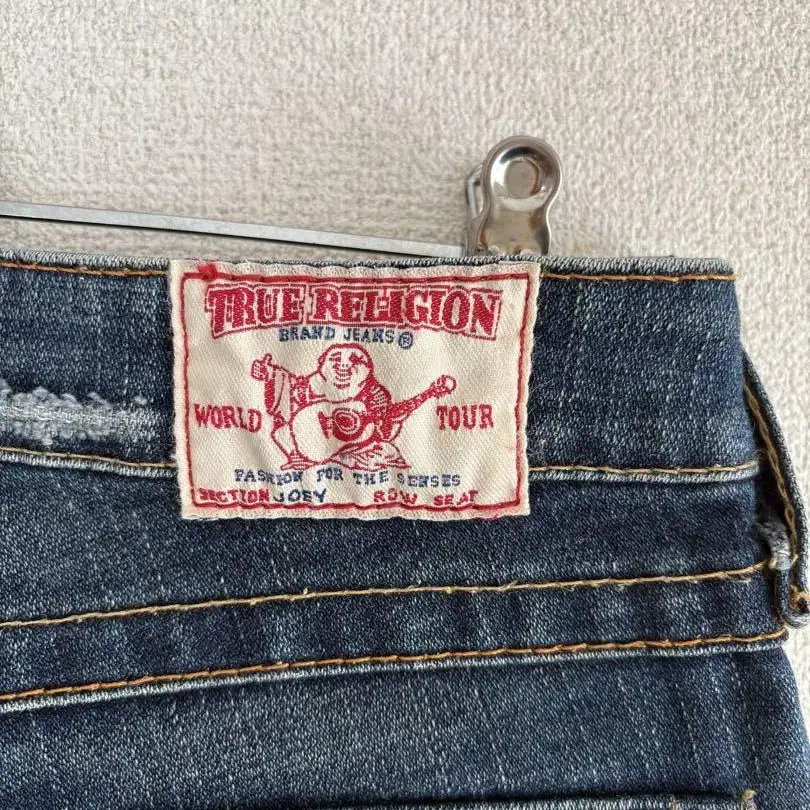 TRUE RELIGION
BRAND JEANS®
WORLD TOUR
FASHION FOR THE SENSES
SECTION JOEY ROW SEAT